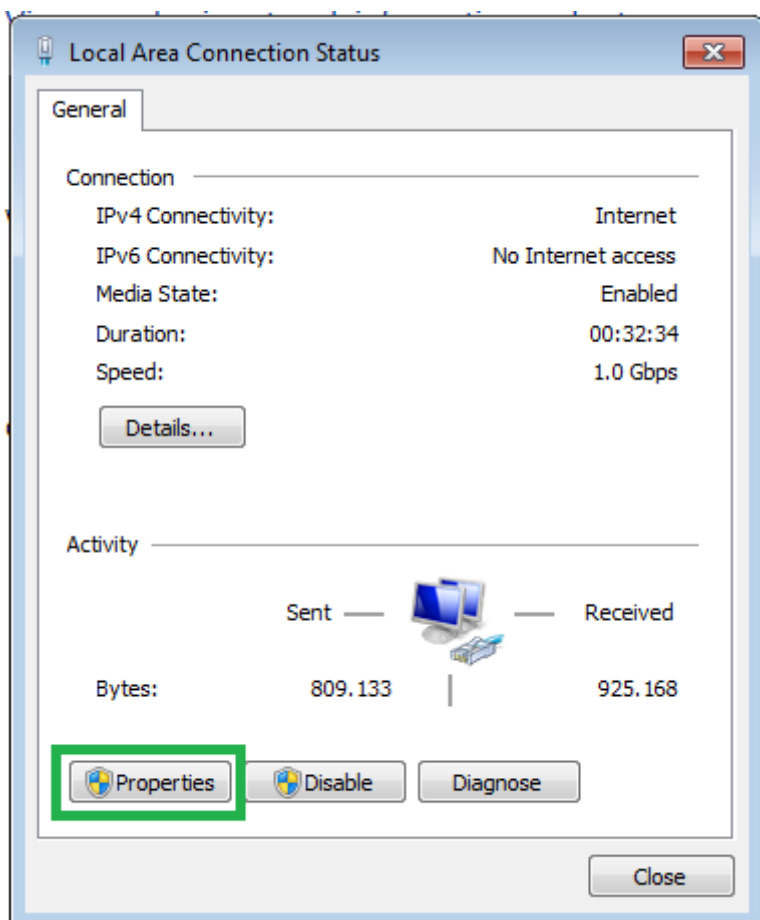 Local Area Connection Status
General
Connection
IPv4 Connectivity: Internet
IPv6 Connectivity: No Internet access
Media State: Enabled
Duration: 00:32:34
Speed: 1.0 Gbps
Details...
Activity
Sent Received
Bytes: 809.133 925.168
Properties Disable Diagnose
Close